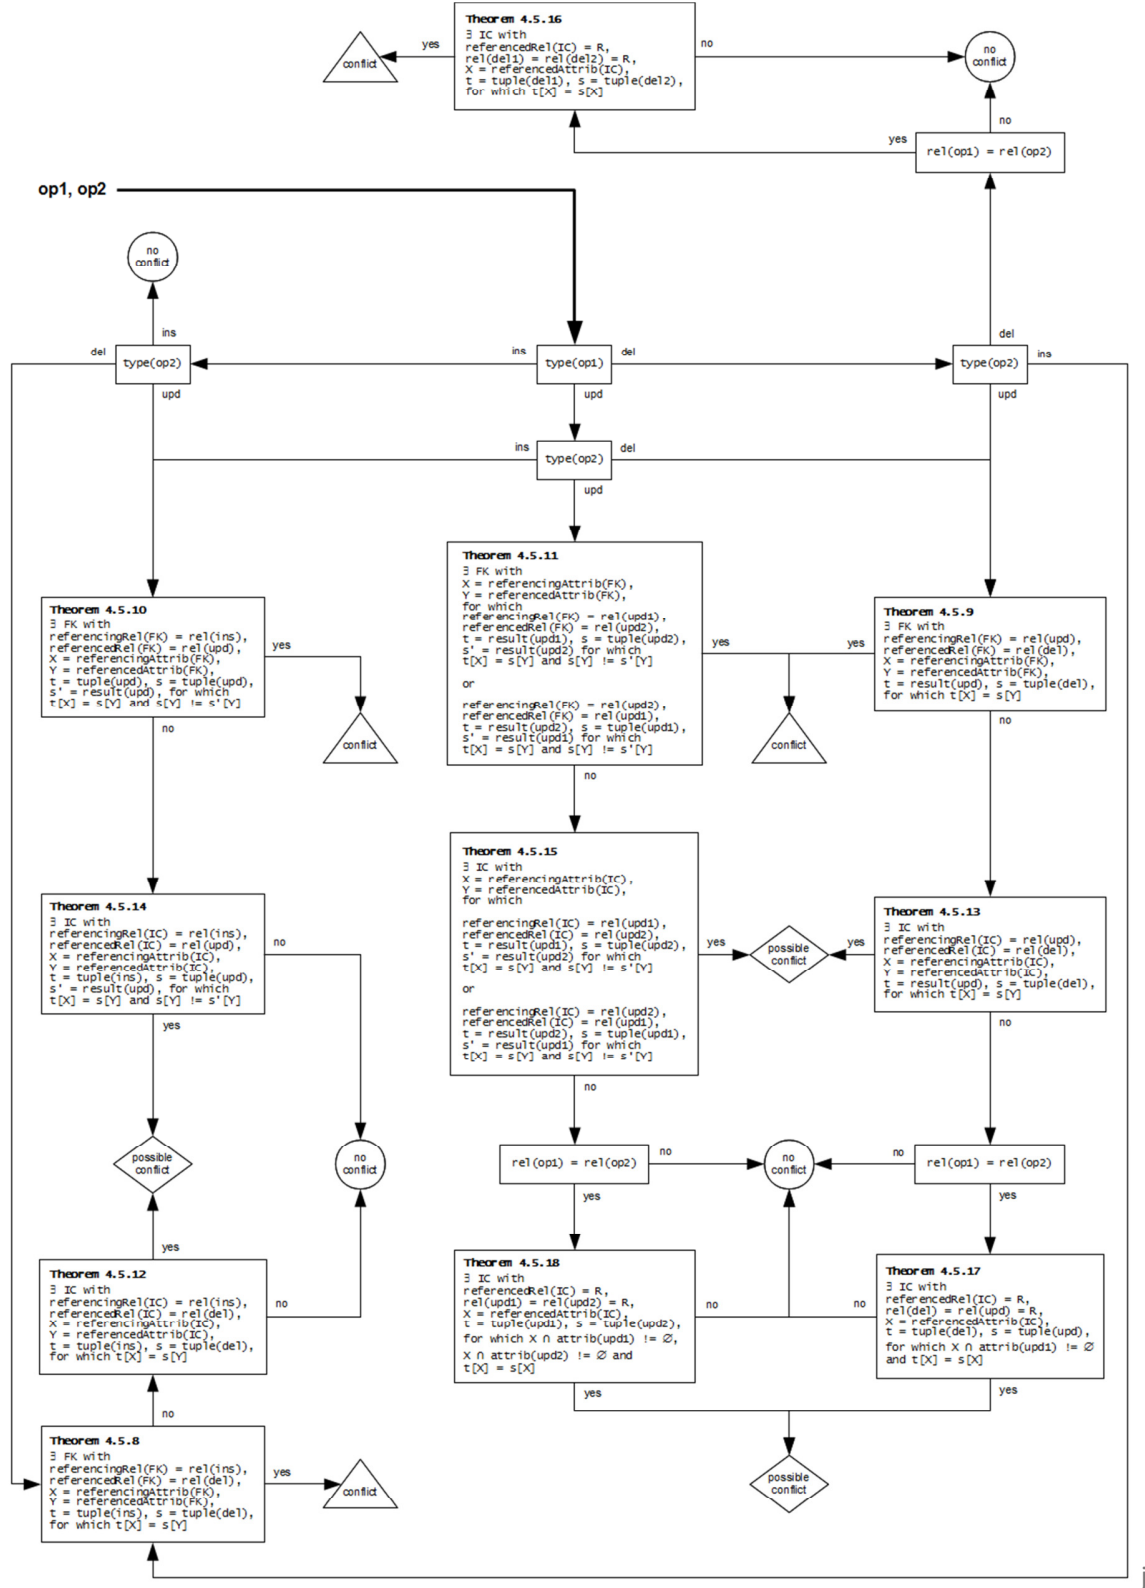 Theorem 4.5.16
∃ IC with
referencedRel(IC) = R,
rel(del1) = rel(del2) = R,
X = referencedAttrib(IC),
t = tuple(del1), s = tuple(del2),
for which t[X] = s[X]
yes
conflict
no
no
conflict
no
yes
rel(op1) = rel(op2)
op1, op2
no
conflict
ins
del
type(op2)
upd
ins
type(op1)
del
upd
del
type(op2)
ins
upd
ins
type(op2)
del
upd
Theorem 4.5.10
∃ FK with
referencingRel(FK) = rel(ins),
referencedRel(FK) = rel(upd),
X = referencingAttrib(FK),
Y = referencedAttrib(FK),
t = tuple(upd), s = tuple(upd),
s' = result(upd), for which
t[X] = s[Y] and s[Y] != s'[Y]
yes
no
conflict
Theorem 4.5.11
∃ FK with
X = referencingAttrib(FK),
Y = referencedAttrib(FK),
for which
referencingRel(FK) = rel(upd1),
referencedRel(FK) = rel(upd2),
t = result(upd1), s = tuple(upd2),
s' = result(upd2) for which
t[X] = s[Y] and s[Y] != s'[Y]
or
referencingRel(FK) = rel(upd2),
referencedRel(FK) = rel(upd1),
t = result(upd2), s = tuple(upd1),
s' = result(upd1) for which
t[X] = s[Y] and s[Y] != s'[Y]
yes
no
yes
conflict
Theorem 4.5.9
∃ FK with
referencingRel(FK) = rel(upd),
referencedRel(FK) = rel(del),
X = referencingAttrib(FK),
Y = referencedAttrib(FK),
t = result(upd), s = tuple(del),
for which t[X] = s[Y]
no
Theorem 4.5.14
∃ IC with
referencingRel(IC) = rel(ins),
referencedRel(IC) = rel(upd),
X = referencingAttrib(IC),
Y = referencedAttrib(IC),
t = tuple(ins), s = tuple(upd),
s' = result(upd), for which
t[X] = s[Y] and s[Y] != s'[Y]
no
yes
Theorem 4.5.15
∃ IC with
X = referencingAttrib(IC),
Y = referencedAttrib(IC),
for which
referencingRel(IC) = rel(upd1),
referencedRel(IC) = rel(upd2),
t = result(upd1), s = tuple(upd2),
s' = result(upd2) for which
t[X] = s[Y] and s[Y] != s'[Y]
or
referencingRel(IC) = rel(upd2),
referencedRel(IC) = rel(upd1),
t = result(upd2), s = tuple(upd1),
s' = result(upd1) for which
t[X] = s[Y] and s[Y] != s'[Y]
yes
no
possible
conflict
yes
Theorem 4.5.13
∃ IC with
referencingRel(IC) = rel(upd),
referencedRel(IC) = rel(del),
X = referencingAttrib(IC),
Y = referencedAttrib(IC),
t = result(upd), s = tuple(del),
for which t[X] = s[Y]
no
possible
conflict
no
conflict
rel(op1) = rel(op2)
no
yes
no
conflict
no
rel(op1) = rel(op2)
yes
yes
Theorem 4.5.12
∃ IC with
referencingRel(IC) = rel(ins),
referencedRel(IC) = rel(del),
X = referencingAttrib(IC),
Y = referencedAttrib(IC),
t = tuple(ins), s = tuple(del),
for which t[X] = s[Y]
no
no
Theorem 4.5.18
∃ IC with
referencedRel(IC) = R,
rel(upd1) = rel(upd2) = R,
X = referencedAttrib(IC),
t = tuple(upd1), s = tuple(upd2),
for which X ∩ attrib(upd1) != ∅,
X ∩ attrib(upd2) != ∅ and
t[X] = s[X]
no
yes
no
Theorem 4.5.17
∃ IC with
referencedRel(IC) = R,
rel(del) = rel(upd) = R,
X = referencedAttrib(IC),
t = tuple(del), s = tuple(upd),
for which X ∩ attrib(upd1) != ∅
and t[X] = s[X]
yes
Theorem 4.5.8
∃ FK with
referencingRel(FK) = rel(ins),
referencedRel(FK) = rel(del),
X = referencingAttrib(FK),
Y = referencedAttrib(FK),
t = tuple(ins), s = tuple(del),
for which t[X] = s[Y]
yes
conflict
possible
conflict